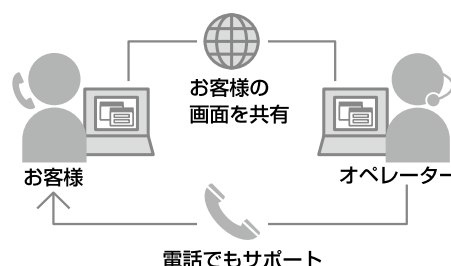 お客様の
画面を共有
お客様
オペレーター
電話でもサポート